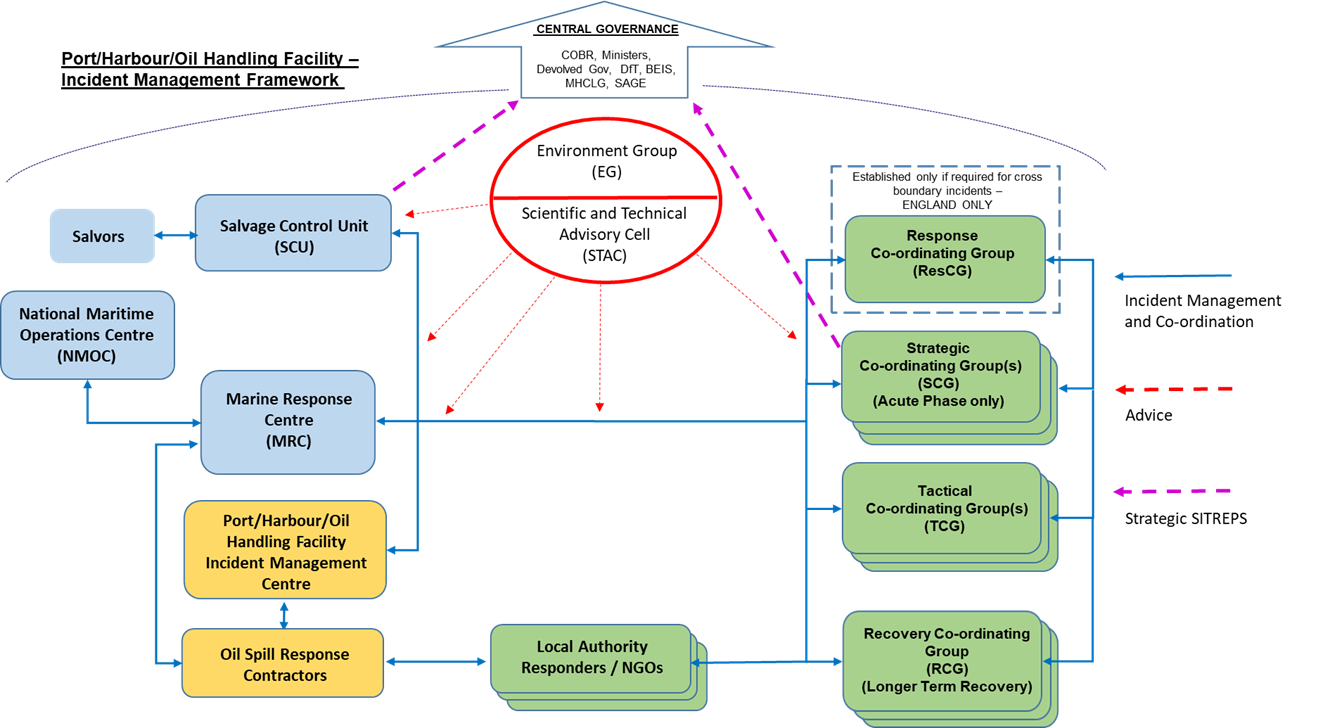 CENTRAL GOVERNANCE
COBR, Ministers,
Devolved Gov, DfT, BEIS,
MHCLG, SAGE
Port/Harbour/Oil Handling Facility –
Incident Management Framework
Environment Group
(EG)
Scientific and Technical
Advisory Cell
(STAC)
Established only if required for cross
boundary incidents –
ENGLAND ONLY
Response
Co-ordinating Group
(ResCG)
Salvors
Salvage Control Unit
(SCU)
National Maritime
Operations Centre
(NMOC)
Marine Response
Centre
(MRC)
Port/Harbour/Oil
Handling Facility
Incident Management
Centre
Oil Spill Response
Contractors
Local Authority
Responders / NGOs
Strategic
Co-ordinating Group(s)
(SCG)
(Acute Phase only)
Tactical
Co-ordinating Group(s)
(TCG)
Recovery Co-ordinating
Group
(RCG)
(Longer Term Recovery)
Incident Management
and Co-ordination
Advice
Strategic SITREPS